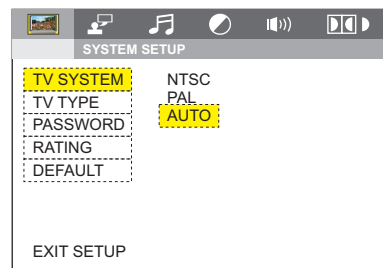 SYSTEM SETUP
TV SYSTEM NTSC
TV TYPE PAL
PASSWORD AUTO
RATING
DEFAULT
EXIT SETUP